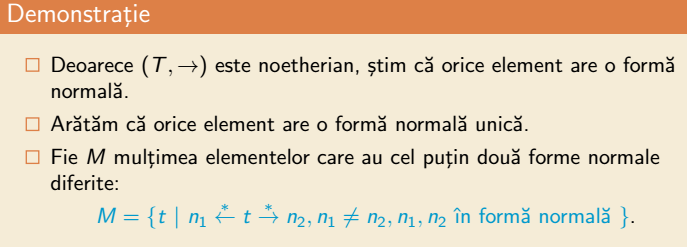 Demonstrație
Deoarece (T, →) este noetherian, știm că orice element are o formă
normală.
Arătăm că orice element are o formă normală unică.
Fie M mulțimea elementelor care au cel puțin două forme normale
diferite:
M = {t | n₁ ←* t →* n₂, n₁ ≠ n₂, n₁, n₂ în formă normală }.